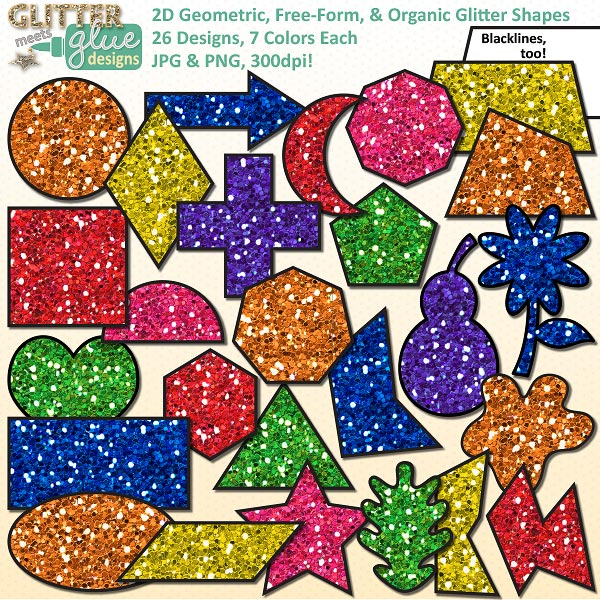 GLITTER
meets
glue
designs
2D Geometric, Free-Form, & Organic Glitter Shapes
26 Designs, 7 Colors Each
JPG & PNG, 300dpi!
Blacklines,
too!